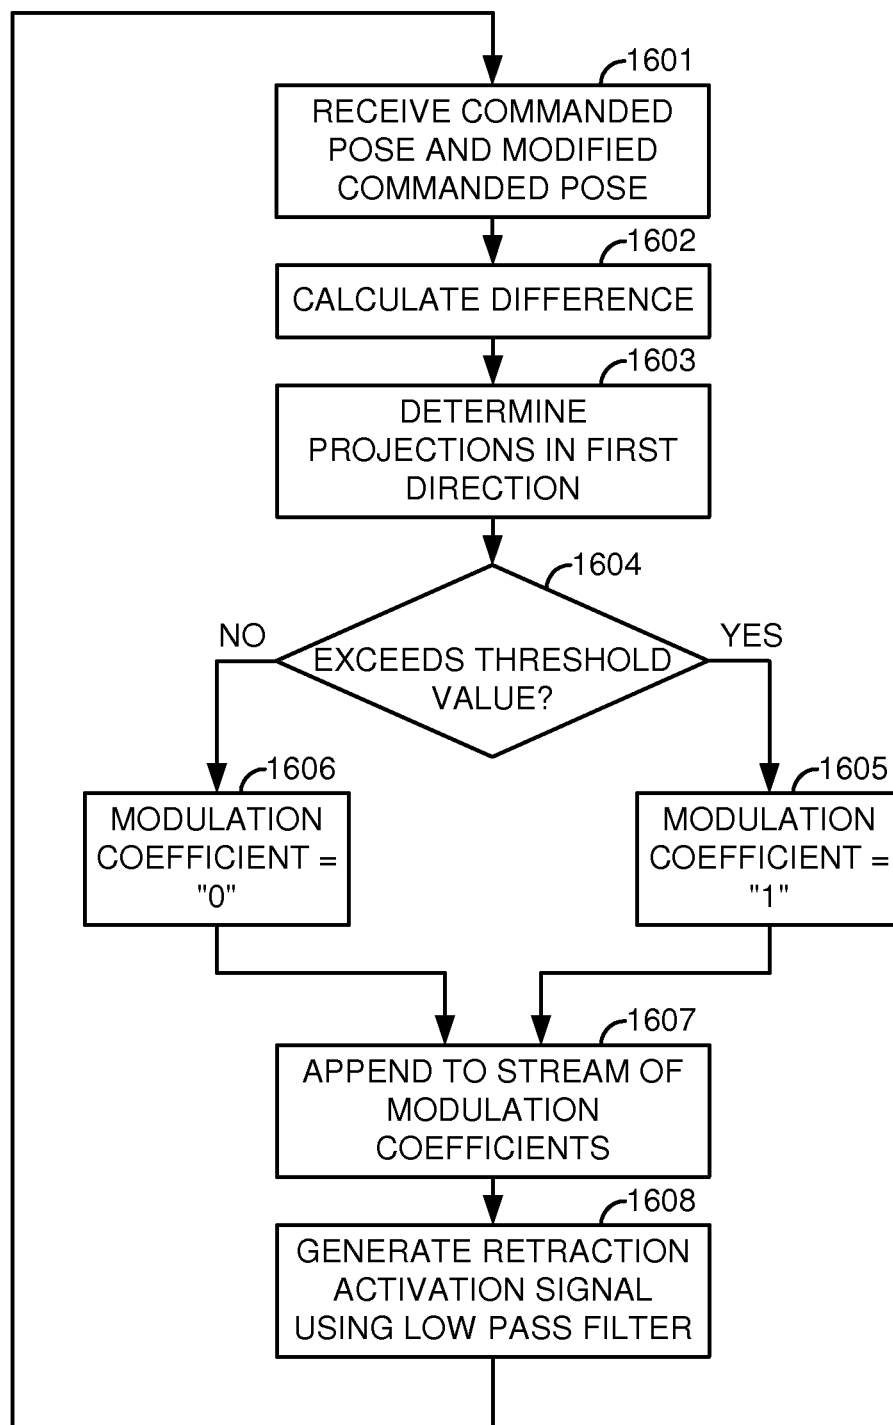 1601
RECEIVE COMMANDED
POSE AND MODIFIED
COMMANDED POSE
1602
CALCULATE DIFFERENCE
1603
DETERMINE
PROJECTIONS IN FIRST
DIRECTION
1604
NO
YES
EXCEEDS THRESHOLD
VALUE?
1606
MODULATION
COEFFICIENT =
"0"
1605
MODULATION
COEFFICIENT =
"1"
1607
APPEND TO STREAM OF
MODULATION
COEFFICIENTS
1608
GENERATE RETRACTION
ACTIVATION SIGNAL
USING LOW PASS FILTER